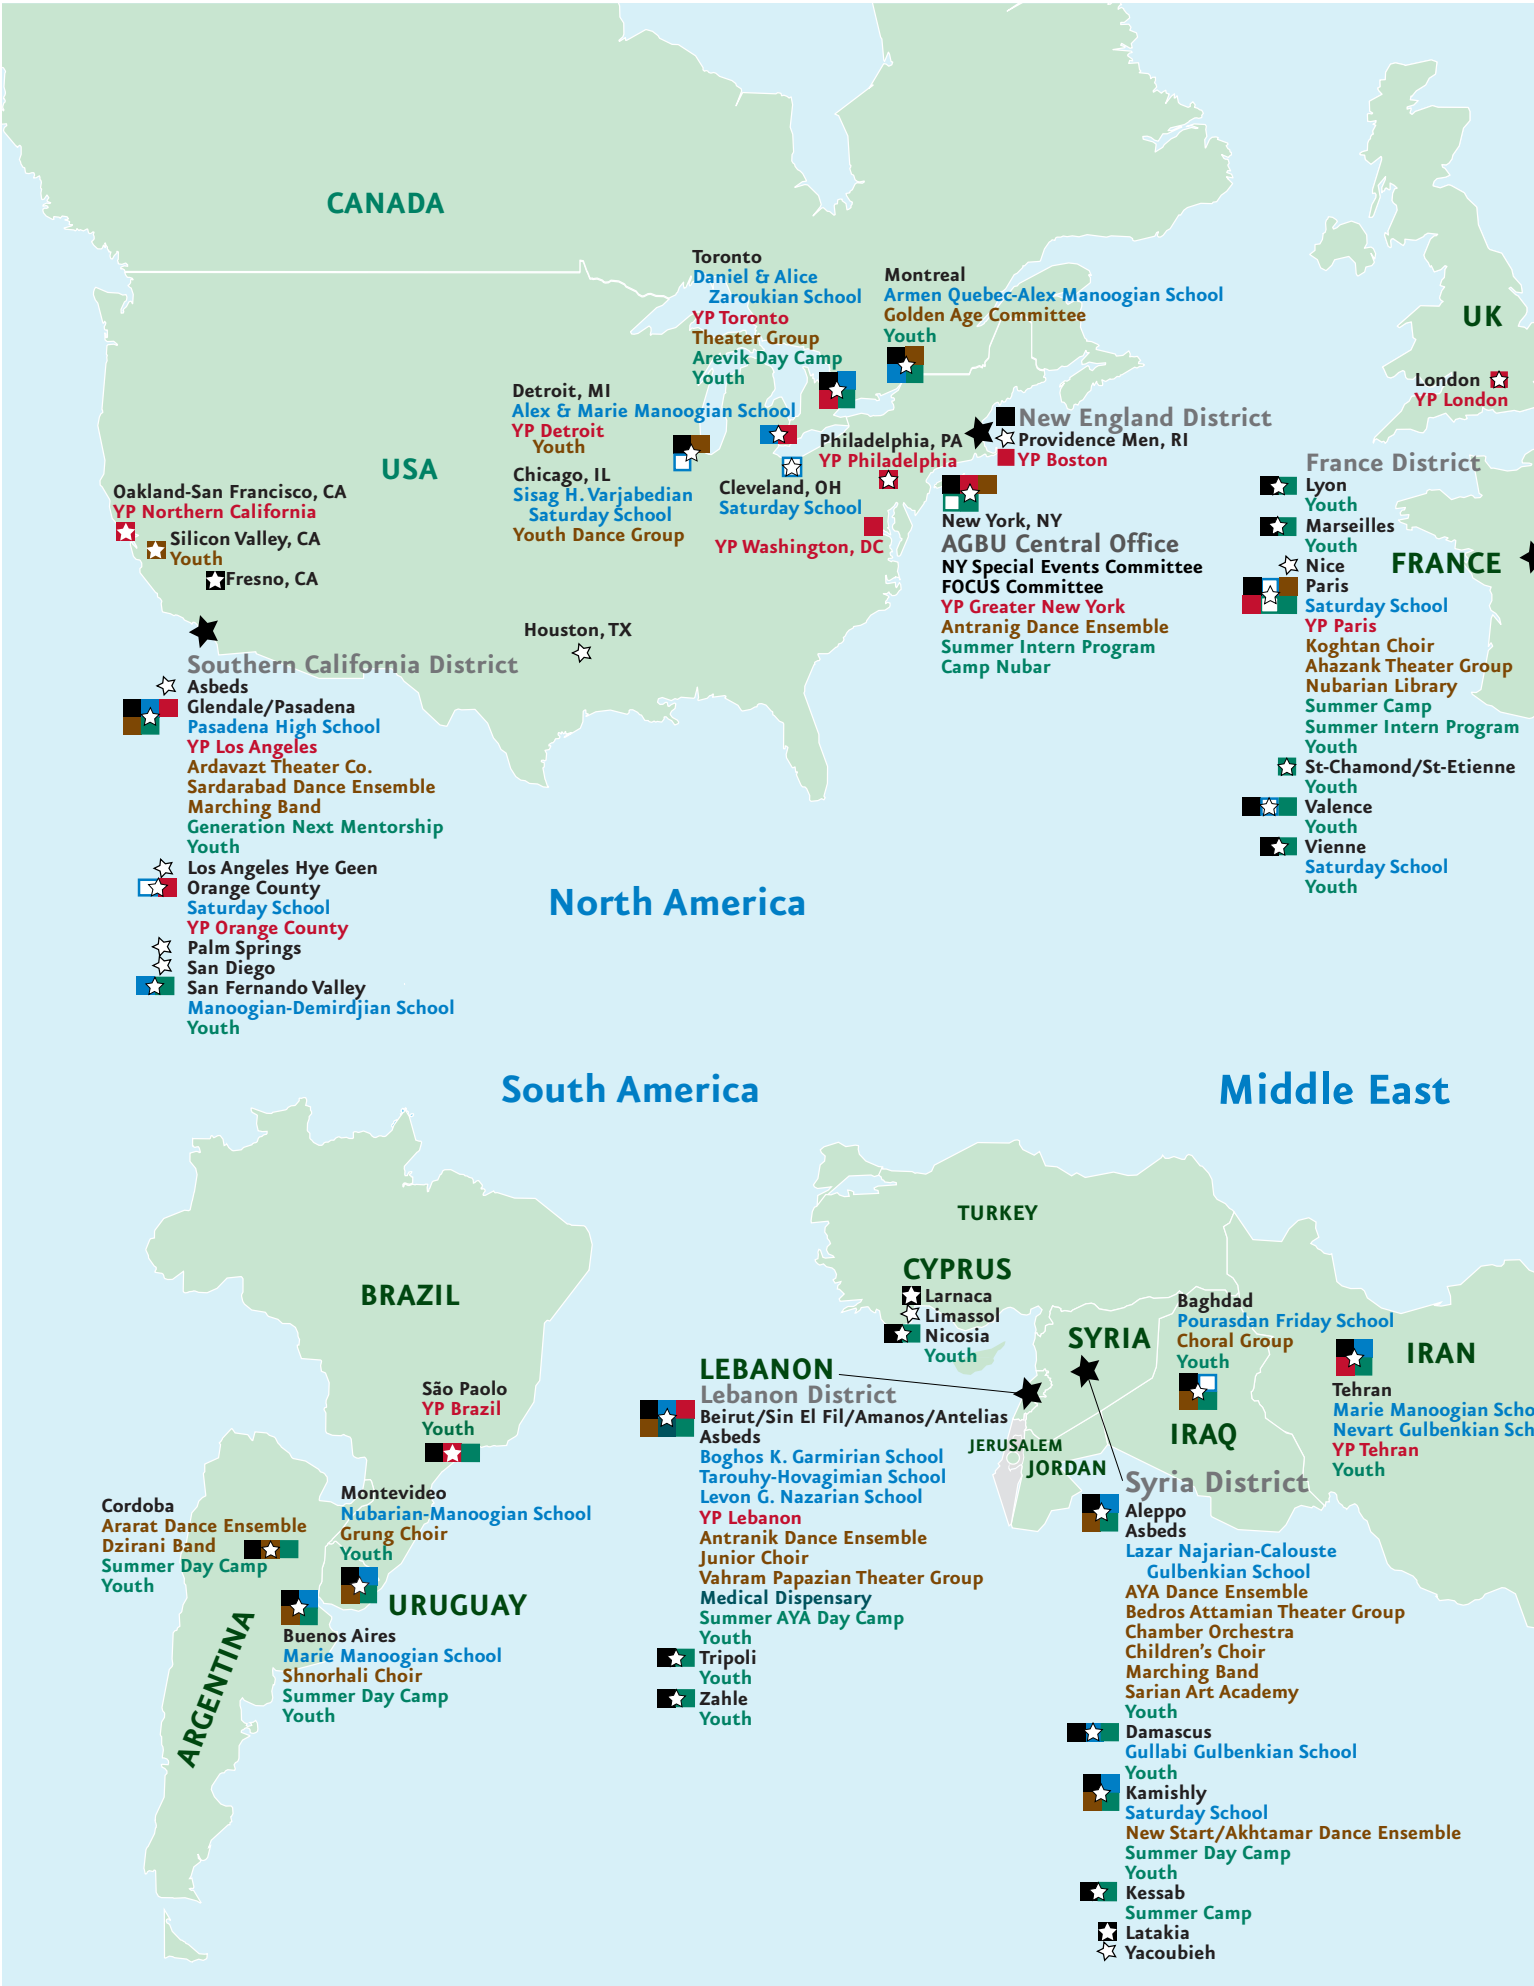 CANADA
Toronto
Daniel & Alice
Zaroukian School
YP Toronto
Theater Group
Arevik Day Camp
Youth
Montreal
Armen Quebec-Alex Manoogian School
Golden Age Committee
Youth
Detroit, MI
Alex & Marie Manoogian School
YP Detroit
Youth
Chicago, IL
Sisag H. Varjabedian
Saturday School
Youth Dance Group
Cleveland, OH
Saturday School
Philadelphia, PA
YP Philadelphia
YP Washington, DC
New England District
Providence Men, RI
YP Boston
New York, NY
AGBU Central Office
NY Special Events Committee
FOCUS Committee
YP Greater New York
Antranig Dance Ensemble
Summer Intern Program
Camp Nubar
USA
Oakland-San Francisco, CA
YP Northern California
Silicon Valley, CA
Youth
Fresno, CA
Houston, TX
Southern California District
Asbeds
Glendale/Pasadena
Pasadena High School
YP Los Angeles
Ardavazt Theater Co.
Sardarabad Dance Ensemble
Marching Band
Generation Next Mentorship
Youth
Los Angeles Hye Geen
Orange County
Saturday School
YP Orange County
Palm Springs
San Diego
San Fernando Valley
Manoogian-Demirdjian School
Youth
North America
UK
London
YP London
France District
Lyon
Youth
Marseilles
Youth
Nice
FRANCE
Paris
Saturday School
YP Paris
Koghtan Choir
Ahazank Theater Group
Nubarian Library
Summer Camp
Summer Intern Program
Youth
St-Chamond/St-Etienne
Youth
Valence
Youth
Vienne
Saturday School
Youth
South America
BRAZIL
São Paolo
YP Brazil
Youth
Cordoba
Ararat Dance Ensemble
Dzirani Band
Summer Day Camp
Youth
Montevideo
Nubarian-Manoogian School
Grung Choir
Youth
URUGUAY
ARGENTINA
Buenos Aires
Marie Manoogian School
Shnorhali Choir
Summer Day Camp
Youth
Middle East
TURKEY
CYPRUS
Larnaca
Limassol
Nicosia
Youth
LEBANON
Lebanon District
Beirut/Sin El Fil/Amanos/Antelias
Asbeds
Boghos K. Garmirian School
Tarouhy-Hovagimian School
Levon G. Nazarian School
YP Lebanon
Antranik Dance Ensemble
Junior Choir
Vahram Papazian Theater Group
Medical Dispensary
Summer AYA Day Camp
Youth
Tripoli
Youth
Zahle
Youth
JERUSALEM
JORDAN
SYRIA
Syria District
Aleppo
Asbeds
Lazar Najarian-Calouste
Gulbenkian School
AYA Dance Ensemble
Bedros Attamian Theater Group
Chamber Orchestra
Children's Choir
Marching Band
Sarian Art Academy
Youth
Damascus
Gullabi Gulbenkian School
Youth
Kamishly
Saturday School
New Start/Akhtamar Dance Ensemble
Summer Day Camp
Youth
Kessab
Summer Camp
Latakia
Yacoubieh
Baghdad
Pourasdan Friday School
Choral Group
Youth
IRAQ
IRAN
Tehran
Marie Manoogian Scho
Nevart Gulbenkian Sch
YP Tehran
Youth